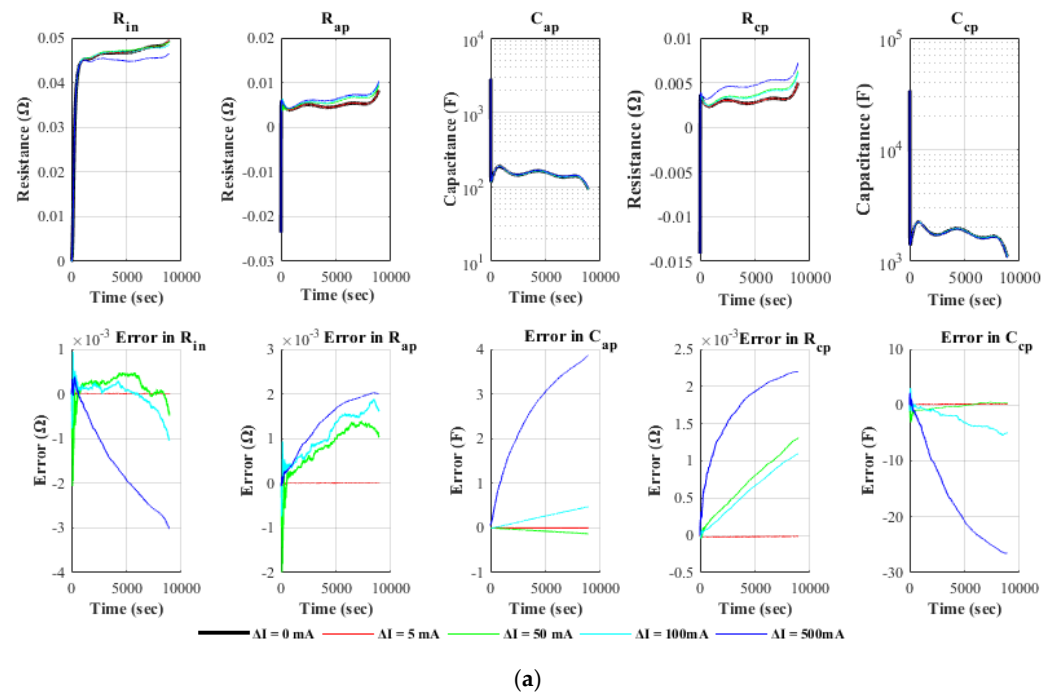 R_in R_ap C_ap R_cp C_cp
0.05 0.02 10^4 0.01 10^5
0.04 0.01 0.005
0.03 0 10^3 0 10^4
0.02 -0.01 10^2 -0.005
0.01 -0.02 -0.01
0 -0.03 10^1 -0.015 10^3
Resistance (Ω) Resistance (Ω) Capacitance (F) Resistance (Ω) Capacitance (F)
0 5000 10000 0 5000 10000 0 5000 10000 0 5000 10000 0 5000 10000
Time (sec) Time (sec) Time (sec) Time (sec) Time (sec)
×10^-3 Error in R_in ×10^-3 Error in R_ap Error in C_ap ×10^-3 Error in R_cp Error in C_cp
1 3 4 2.5 10
0 2 3 2 0
-1 1 2 1.5 -10
-2 0 1 1 -20
-3 -1 0 0.5 -30
-4 -2 -1 0
-0.5
Error (Ω) Error (Ω) Error (F) Error (Ω) Error (F)
0 5000 10000 0 5000 10000 0 5000 10000 0 5000 10000 0 5000 10000
Time (sec) Time (sec) Time (sec) Time (sec) Time (sec)
ΔI = 0 mA ΔI = 5 mA ΔI = 50 mA ΔI = 100mA ΔI = 500mA
(a)